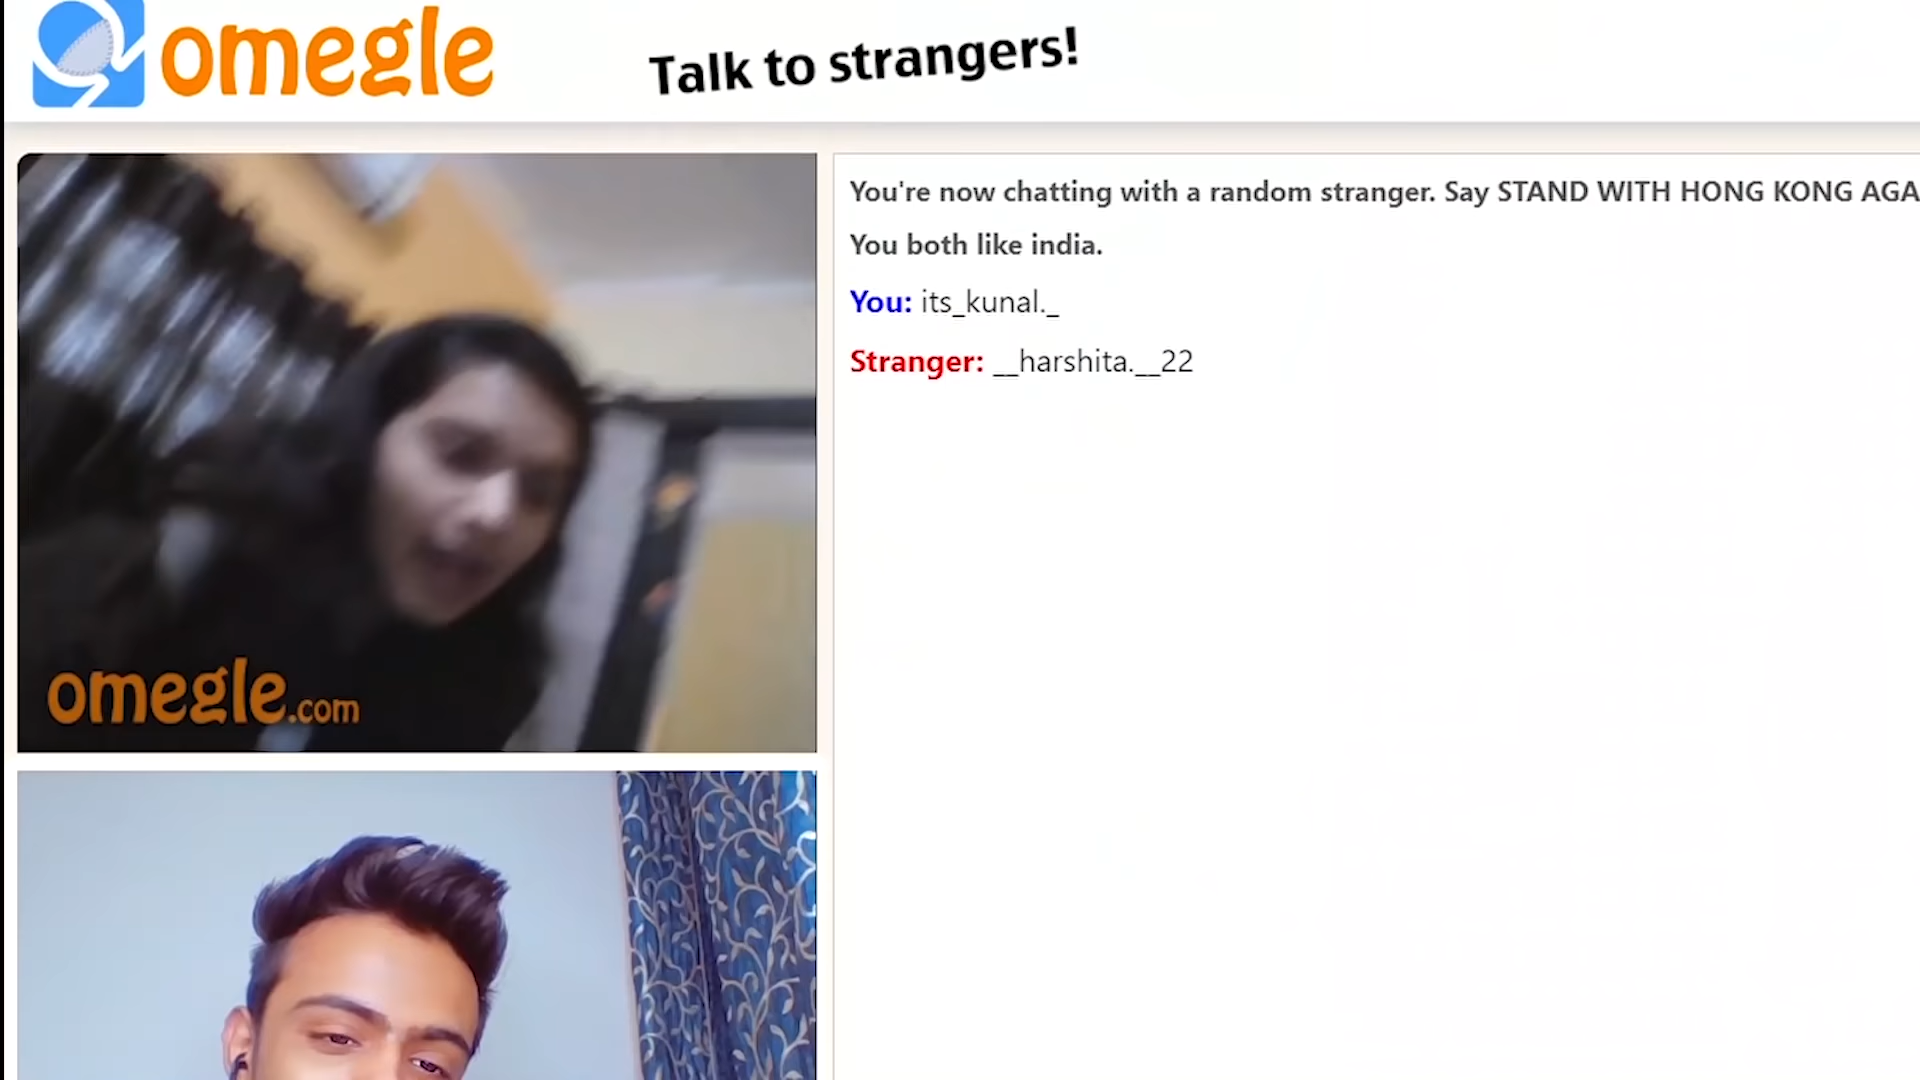 omegle
Talk to strangers!
You're now chatting with a random stranger. Say STAND WITH HONG KONG AGA
You both like india.
You: its_kunal._
Stranger: __harshita.__22
omegle.com